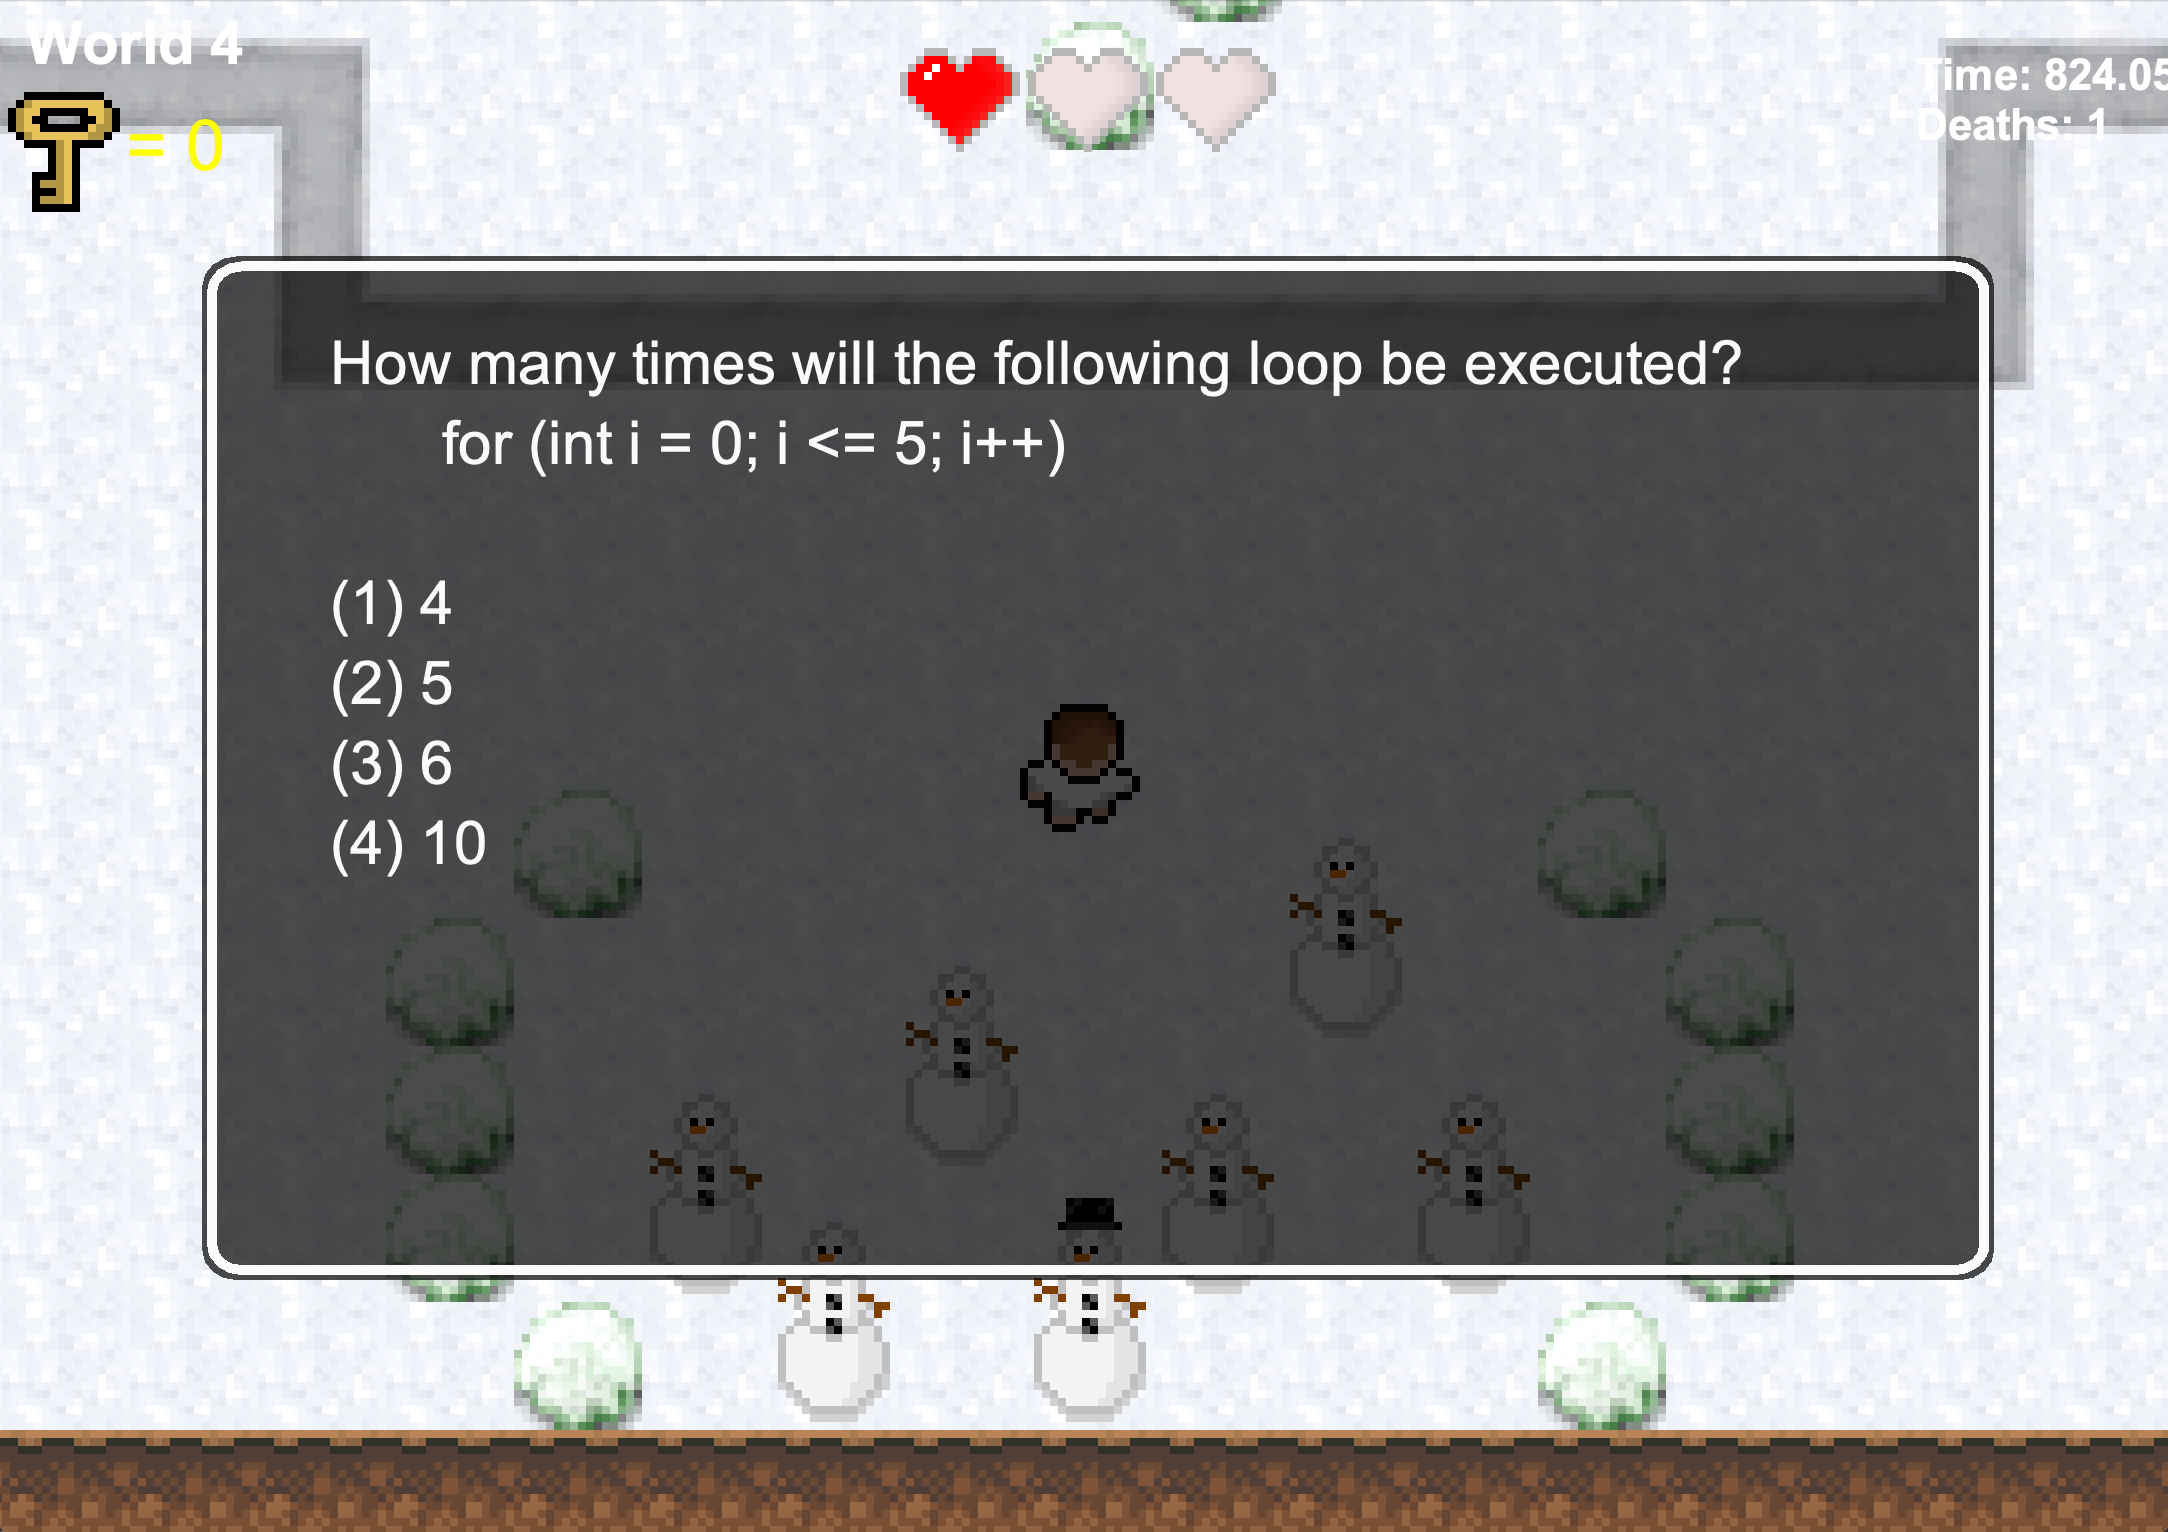 World 4
= 0
Time: 824.05
Deaths: 1
How many times will the following loop be executed?
for (int i = 0; i <= 5; i++)
(1) 4
(2) 5
(3) 6
(4) 10